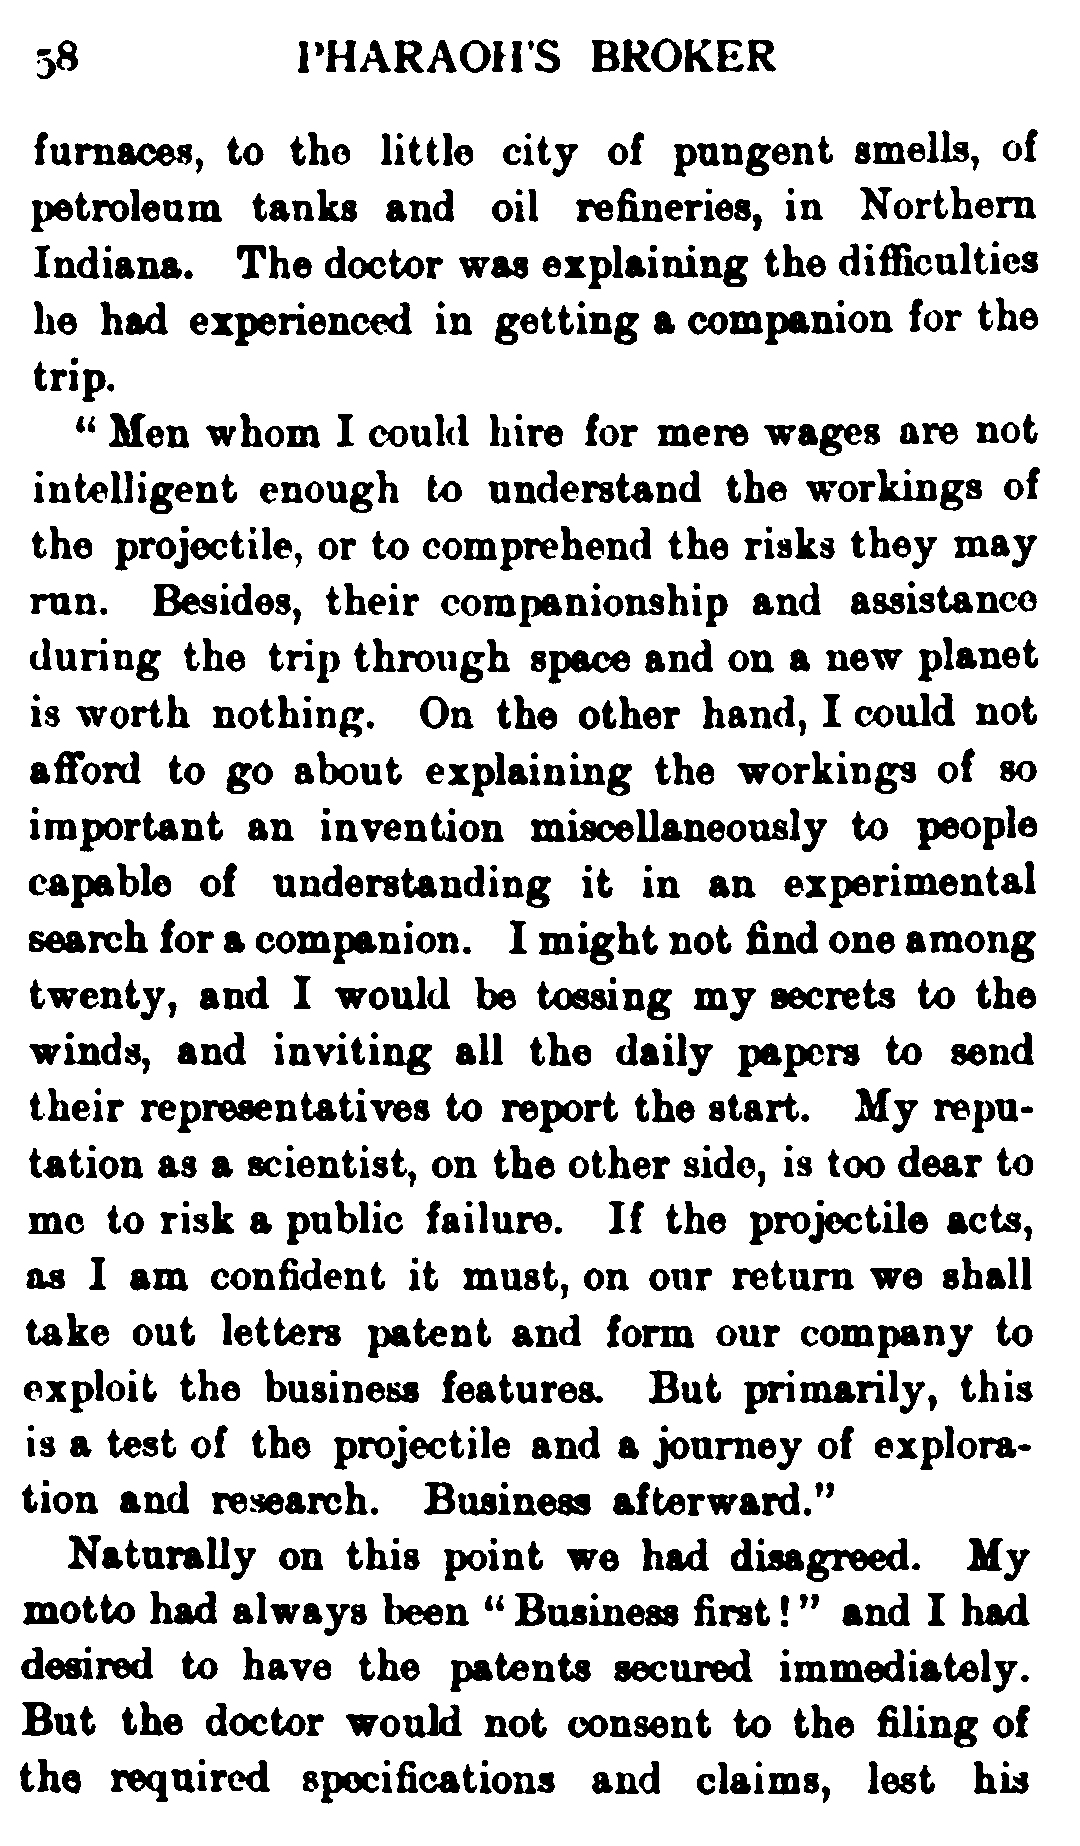 58 PHARAOH'S BROKER
furnaces, to the little city of pungent smells, of
petroleum tanks and oil refineries, in Northern
Indiana. The doctor was explaining the difficulties
he had experienced in getting a companion for the
trip.
“ Men whom I could hire for mere wages are not
intelligent enough to understand the workings of
the projectile, or to comprehend the risks they may
run. Besides, their companionship and assistance
during the trip through space and on a new planet
is worth nothing. On the other hand, I could not
afford to go about explaining the workings of so
important an invention miscellaneously to people
capable of understanding it in an experimental
search for a companion. I might not find one among
twenty, and I would be tossing my secrets to the
winds, and inviting all the daily papers to send
their representatives to report the start. My repu-
tation as a scientist, on the other side, is too dear to
me to risk a public failure. If the projectile acts,
as I am confident it must, on our return we shall
take out letters patent and form our company to
exploit the business features. But primarily, this
is a test of the projectile and a journey of explora-
tion and research. Business afterward.”
Naturally on this point we had disagreed. My
motto had always been “ Business first ! ” and I had
desired to have the patents secured immediately.
But the doctor would not consent to the filing of
the required specifications and claims, lest his